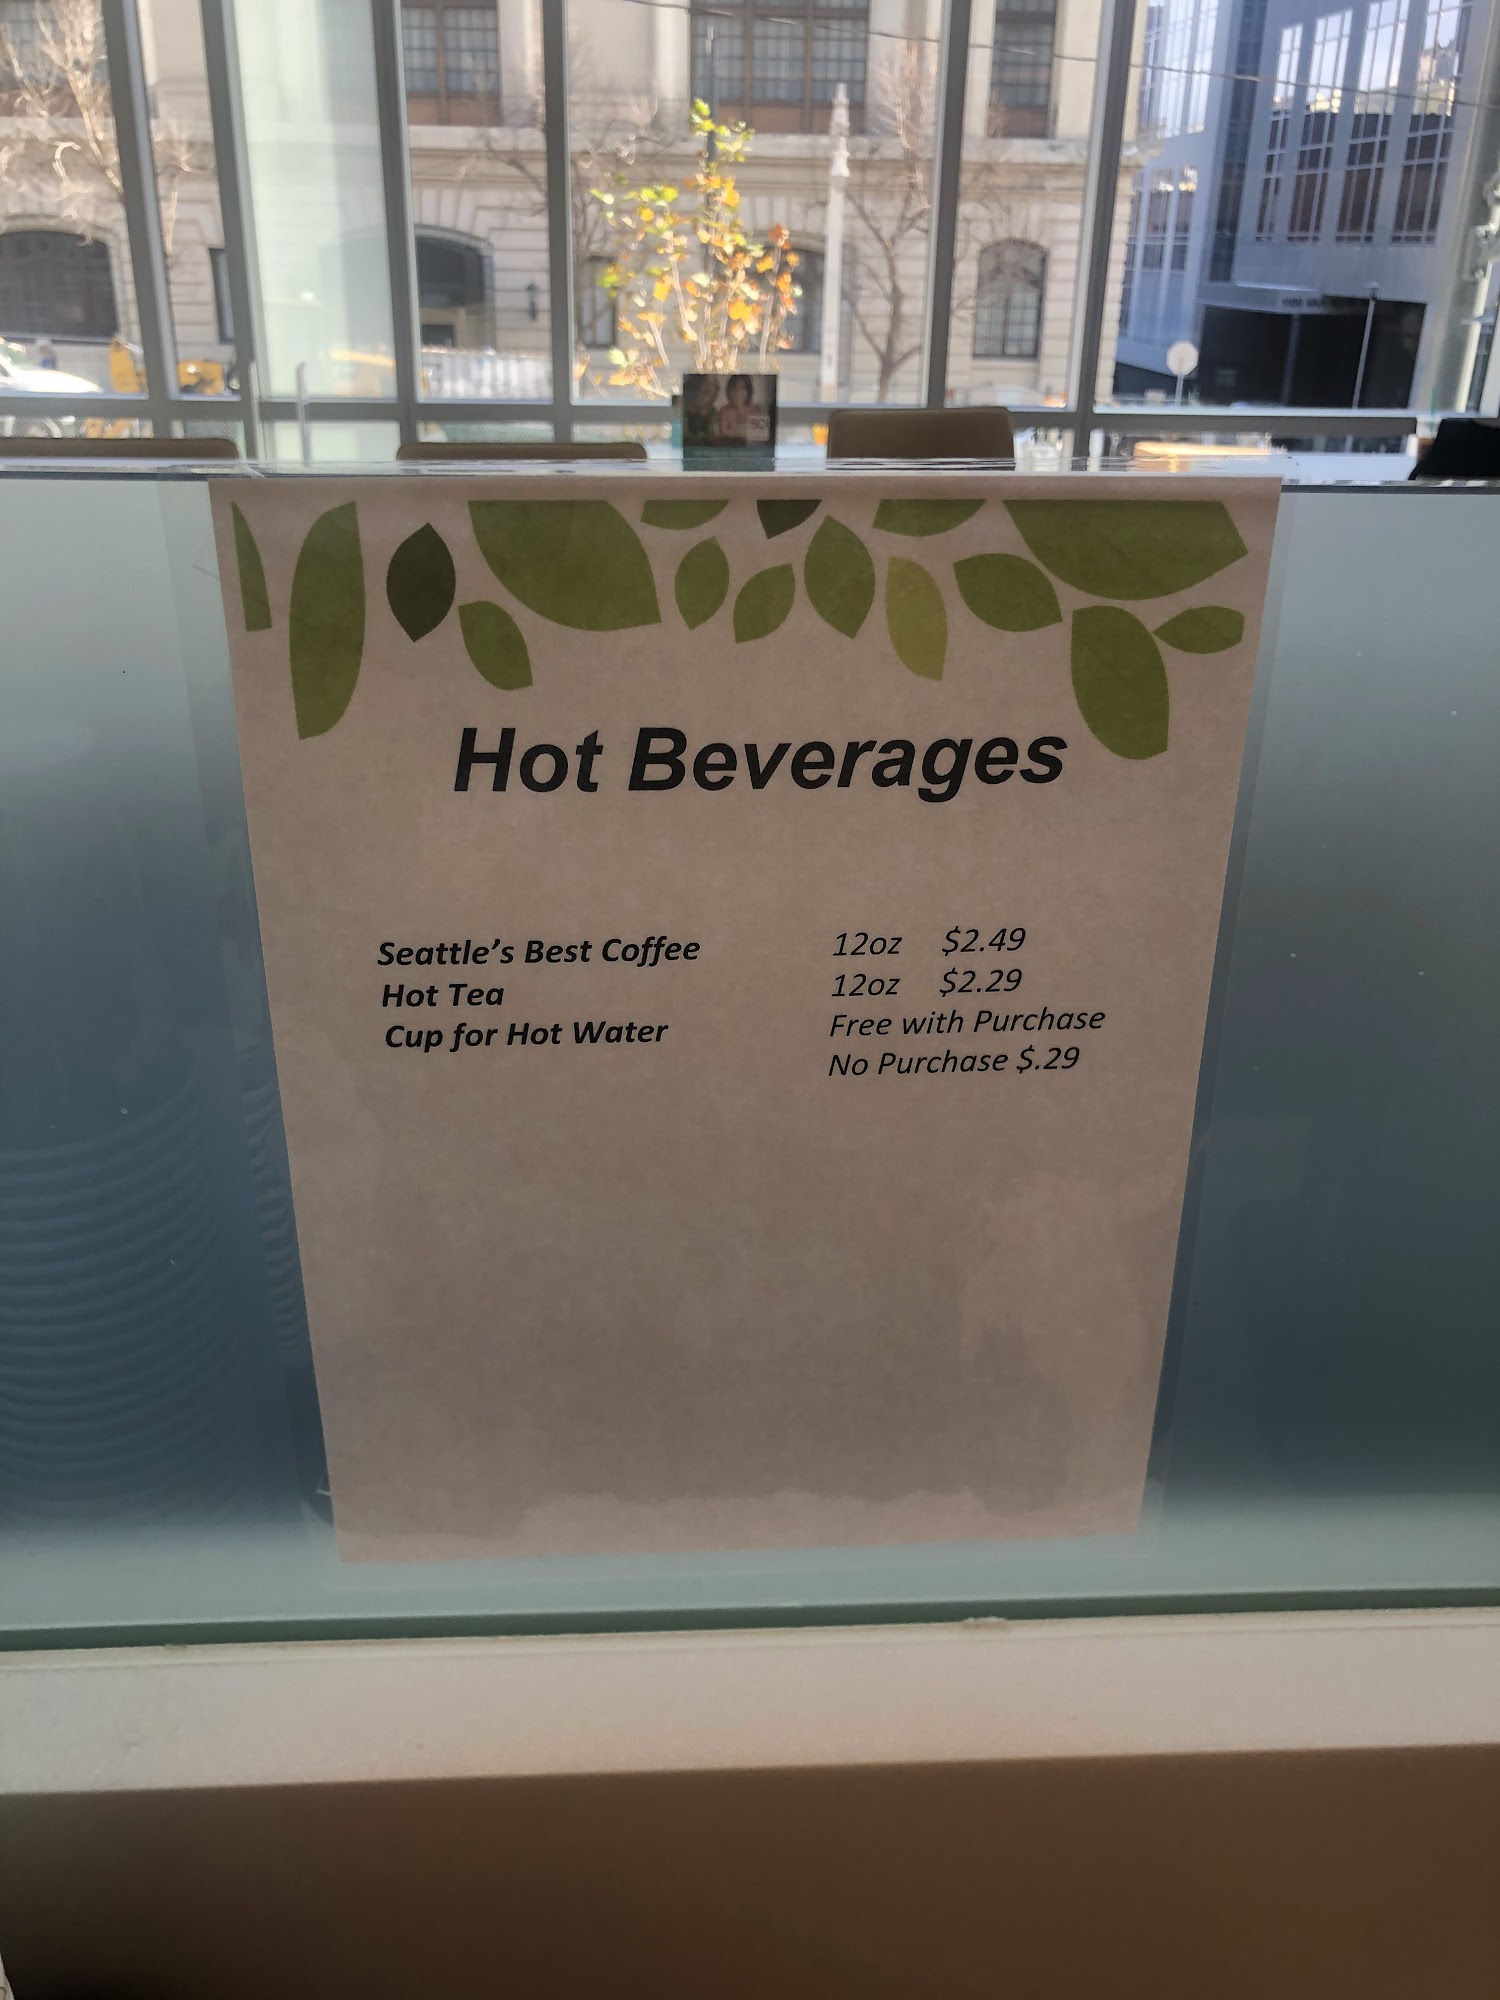 Hot Beverages
Seattle's Best Coffee 12oz $2.49
Hot Tea 12oz $2.29
Cup for Hot Water Free with Purchase
No Purchase $.29